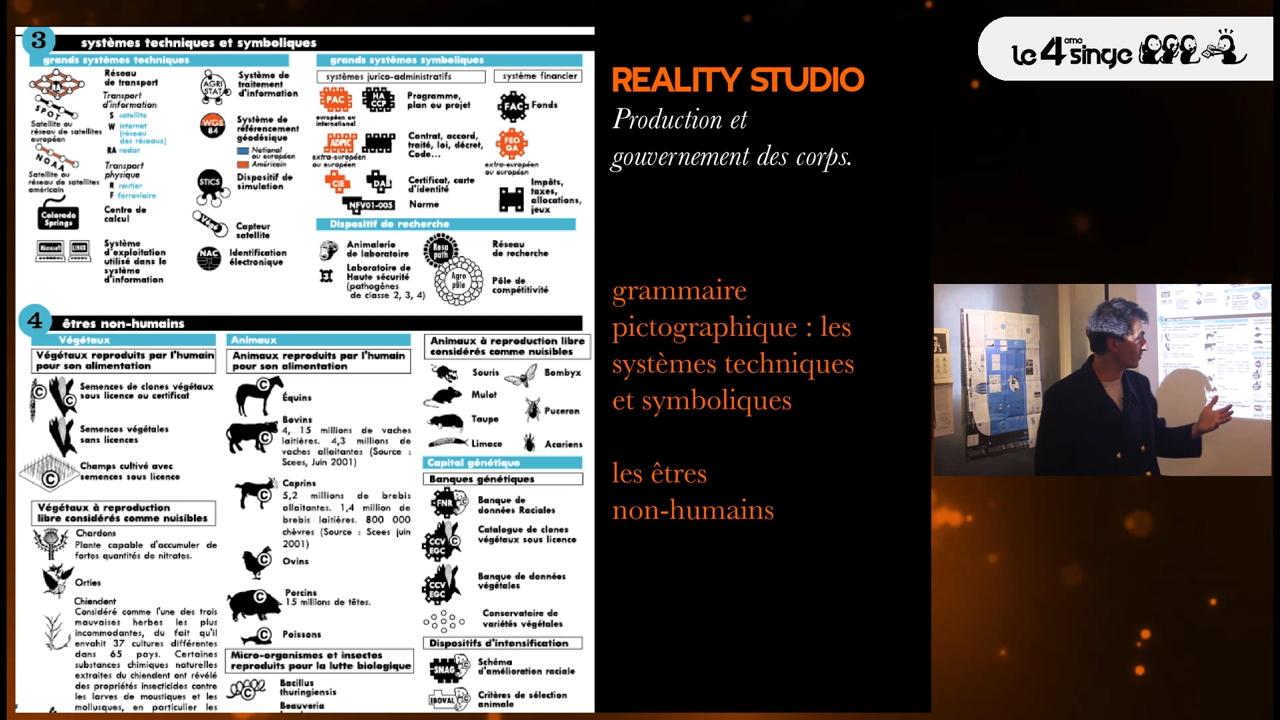 3
systèmes techniques et symboliques
grands systèmes techniques
Réseau
de transport
Transport
d'information
S satellite
W internet
(réseau
des réseaux)
RA radar
Transport
physique
R routier
F ferroviaire
SPOT
Satellite ou
réseau de satellites
européen
NOAA
Satellite ou
réseau de satellites
américain
Colorado
Springs
Centre de
calcul
Microsoft
LINUX
Système
d'exploitation
utilisé dans le
système
d'information
AGRI
STAT
Système de
traitement
d'information
WGS
84
Système de
référencement
géodésique
National
ou européen
Américain
STICS
Dispositif de
simulation
Végé
Capteur
satellite
NAC
Identification
électronique
grands systèmes symboliques
systèmes jurico-administratifs
système financier
PAC
HA
CCP
européen ou
international
Programme,
plan ou projet
ADPIC
extra-européen
ou européen
Contrat, accord,
traité, loi, décret,
Code...
CIE
DAB
Certificat, carte
d'identité
NFV01-005
Norme
FAC
Fonds
FEO
GA
extra-européen
ou européen
Impôts,
taxes,
allocations,
jeux
Dispositif de recherche
Animalerie
de laboratoire
Laboratoire de
Haute sécurité
(pathogènes
de classe 2, 3, 4)
Resa
path
Réseau
de recherche
Agro
pôle
Pôle de
compétitivité
4
êtres non-humains
Végétaux
Végétaux reproduits par l'humain
pour son alimentation
Semences de clones végétaux
sous licence ou certificat
Semences végétales
sans licences
Champs cultivé avec
semences sous licence
Végétaux à reproduction
libre considérés comme nuisibles
Chardons
Plante capable d'accumuler de
fortes quantités de nitrates.
Orties
Chiendent
Considéré comme l'une des trois
mauvaises herbes les plus
incommodantes, du fait qu'il
envahit 37 cultures différentes
dans 65 pays. Certaines
substances chimiques naturelles
extraites du chiendent ont révélé
des propriétés insecticides contre
les larves de moustiques et les
mollusques, en particulier les
Animaux
Animaux reproduits par l'humain
pour son alimentation
Équins
Bovins
4, 15 millions de vaches
laitières. 4,3 millions de
vaches allaitantes (Source :
Scees, Juin 2001)
Caprins
5,2 millions de brebis
allaitantes. 1,4 million de
brebis laitières. 800 000
chèvres (Source : Scees juin
2001)
Ovins
Porcins
15 millions de têtes.
Poissons
Micro-organismes et insectes
reproduits pour la lutte biologique
Bacillus
thuringiensis
Beauveria
Animaux à reproduction libre
considérés comme nuisibles
Souris
Bombyx
Mulot
Puceron
Taupe
Limace
Acariens
Capital génétique
Banques génétiques
FNR
Banque de
données Raciales
CCV
EGC
Catalogue de clones
végétaux sous licence
CCV
EGC
Banque de données
végétales
Conservatoire de
variétés végétales
Dispositifs d'intensification
SNAG
Schéma
d'amélioration raciale
IBOVAL
Critères de sélection
animale
REALITY STUDIO
Production et
gouvernement des corps.
grammaire
pictographique : les
systèmes techniques
et symboliques
les êtres
non-humains
le 4ème singe